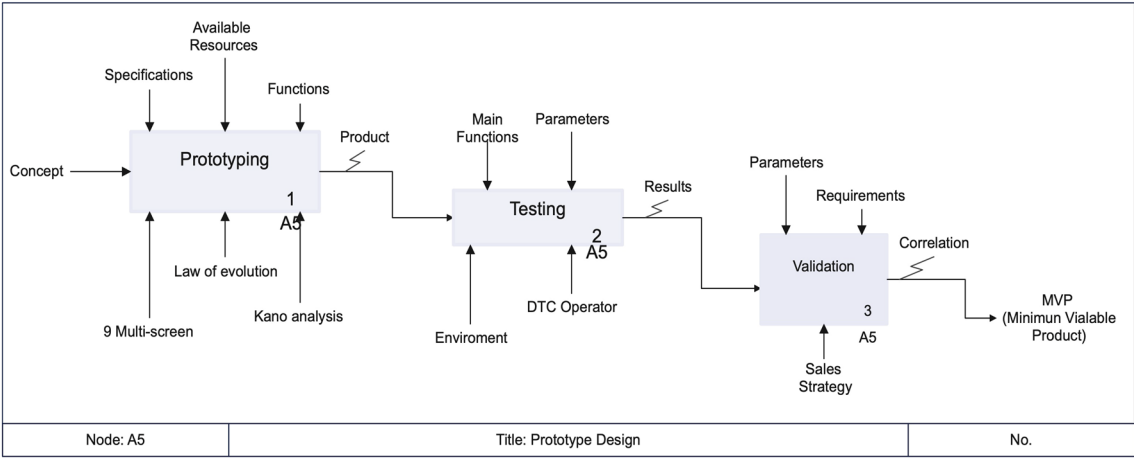 Available
Resources
Specifications
Functions
Concept
Prototyping
1
A5
Product
9 Multi-screen
Law of evolution
Kano analysis
Main
Functions
Parameters
Testing
2
A5
Results
Enviroment
DTC Operator
Parameters
Requirements
Validation
3
A5
Correlation
Sales
Strategy
MVP
(Minimun Vialable
Product)
Node: A5
Title: Prototype Design
No.